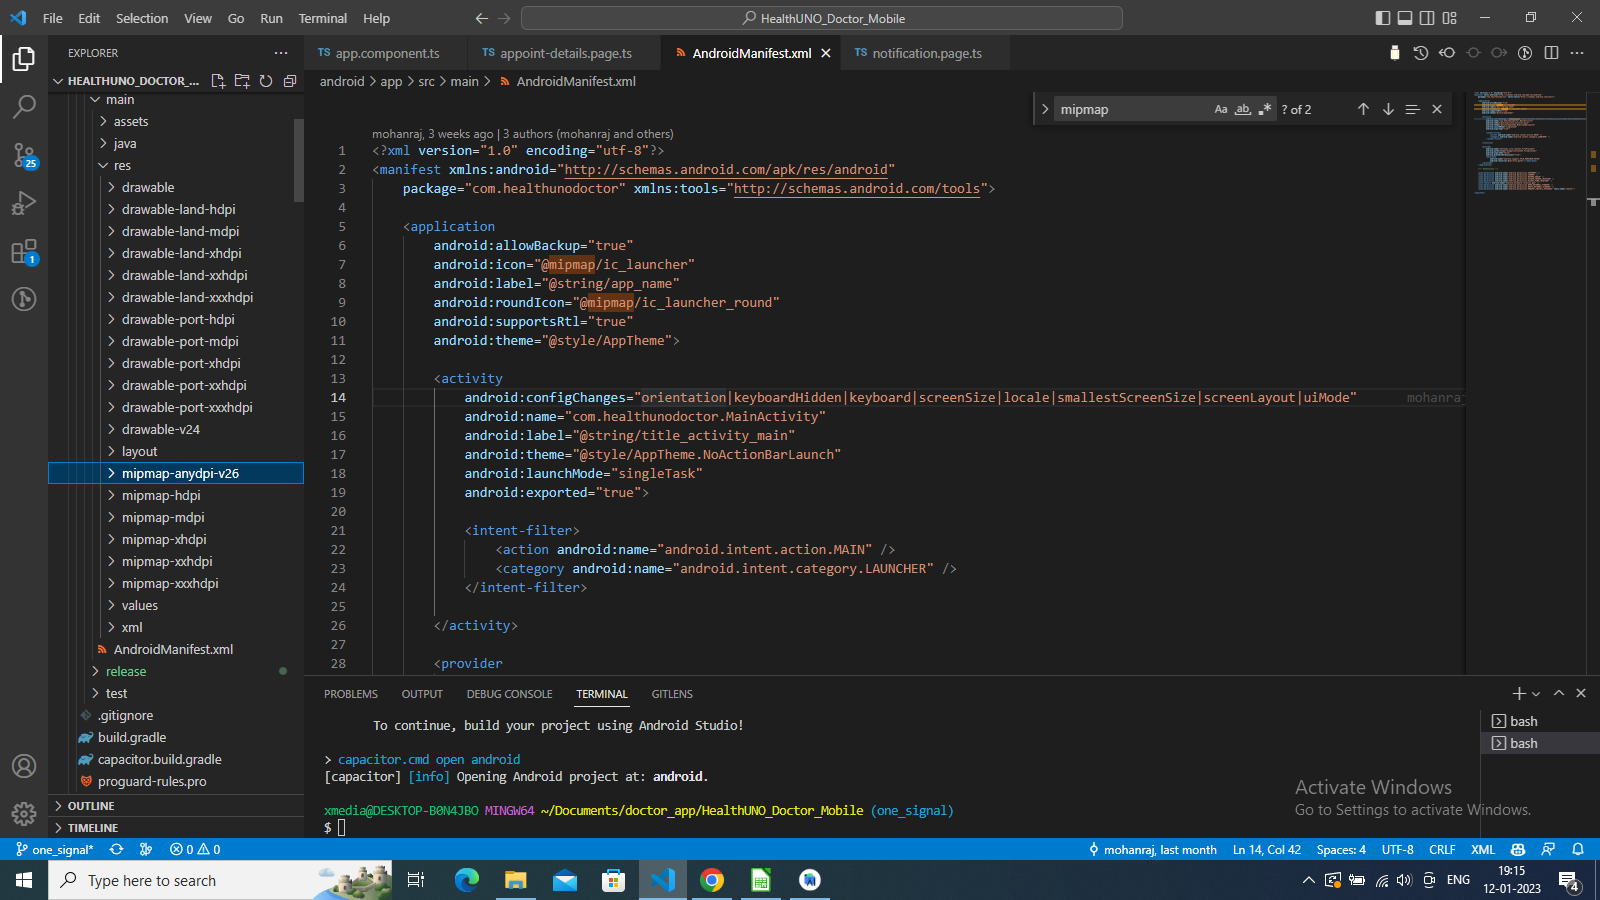 File Edit Selection View Go Run Terminal Help
HealthUNO_Doctor_Mobile
EXPLORER
HEALTHUNO_DOCTOR_...
main
assets
java
res
drawable
drawable-land-hdpi
drawable-land-mdpi
drawable-land-xhdpi
drawable-land-xxhdpi
drawable-land-xxxhdpi
drawable-port-hdpi
drawable-port-mdpi
drawable-port-xhdpi
drawable-port-xxhdpi
drawable-port-xxxhdpi
drawable-v24
layout
mipmap-anydpi-v26
mipmap-hdpi
mipmap-mdpi
mipmap-xhdpi
mipmap-xxhdpi
mipmap-xxxhdpi
values
xml
AndroidManifest.xml
release
test
.gitignore
build.gradle
capacitor.build.gradle
proguard-rules.pro
OUTLINE
TIMELINE
25
1
TS app.component.ts
TS appoint-details.page.ts
AndroidManifest.xml
TS notification.page.ts
android > app > src > main > AndroidManifest.xml
mipmap
Aa ab .* ? of 2
mohanraj, 3 weeks ago | 3 authors (mohanraj and others)
1 <?xml version="1.0" encoding="utf-8"?>
2 <manifest xmlns:android="http://schemas.android.com/apk/res/android"
3 package="com.healthunodoctor" xmlns:tools="http://schemas.android.com/tools">
4
5 <application
6 android:allowBackup="true"
7 android:icon="@mipmap/ic_launcher"
8 android:label="@string/app_name"
9 android:roundIcon="@mipmap/ic_launcher_round"
10 android:supportsRtl="true"
11 android:theme="@style/AppTheme">
12
13 <activity
14 android:configChanges="orientation|keyboardHidden|keyboard|screenSize|locale|smallestScreenSize|screenLayout|uiMode" mohanra
15 android:name="com.healthunodoctor.MainActivity"
16 android:label="@string/title_activity_main"
17 android:theme="@style/AppTheme.NoActionBarLaunch"
18 android:launchMode="singleTask"
19 android:exported="true">
20
21 <intent-filter>
22 <action android:name="android.intent.action.MAIN" />
23 <category android:name="android.intent.category.LAUNCHER" />
24 </intent-filter>
25
26 </activity>
27
28 <provider
PROBLEMS OUTPUT DEBUG CONSOLE TERMINAL GITLENS
To continue, build your project using Android Studio!
> capacitor.cmd open android
[capacitor] [info] Opening Android project at: android.
xmedia@DESKTOP-B0N4JBO MINGW64 ~/Documents/doctor_app/HealthUNO_Doctor_Mobile (one_signal)
$
bash
bash
Activate Windows
Go to Settings to activate Windows.
one_signal* 0 0
mohanraj, last month Ln 14, Col 42 Spaces: 4 UTF-8 CRLF XML
Type here to search
ENG
19:15
12-01-2023
4